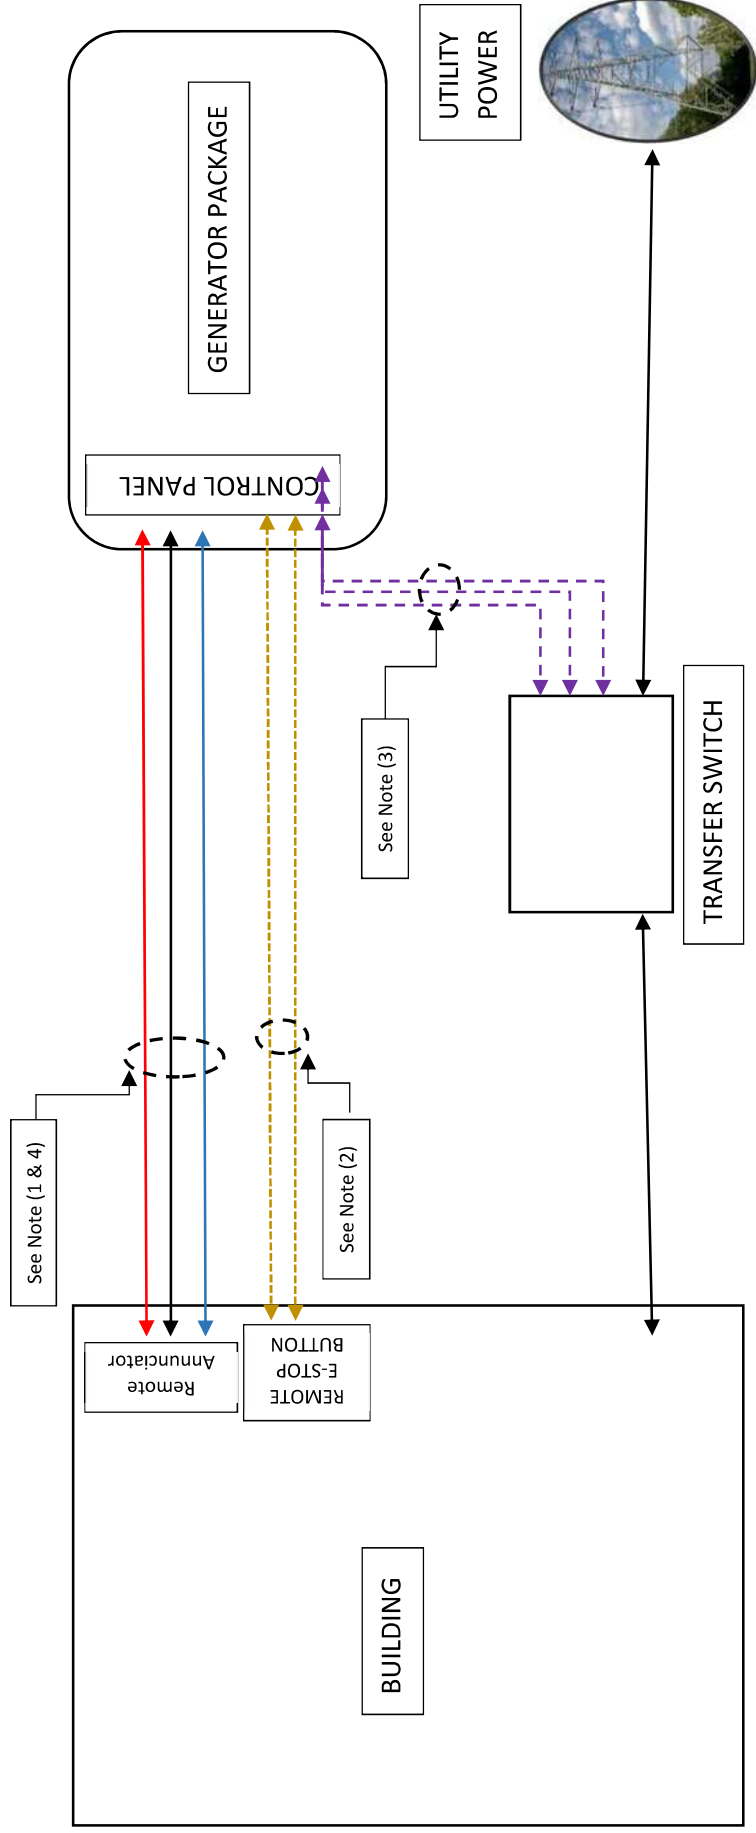 GENERATOR PACKAGE
CONTROL PANEL
UTILITY
POWER
See Note (3)
TRANSFER SWITCH
See Note (1 & 4)
See Note (2)
Remote
Annunciator
REMOTE
E-STOP
BUTTON
BUILDING